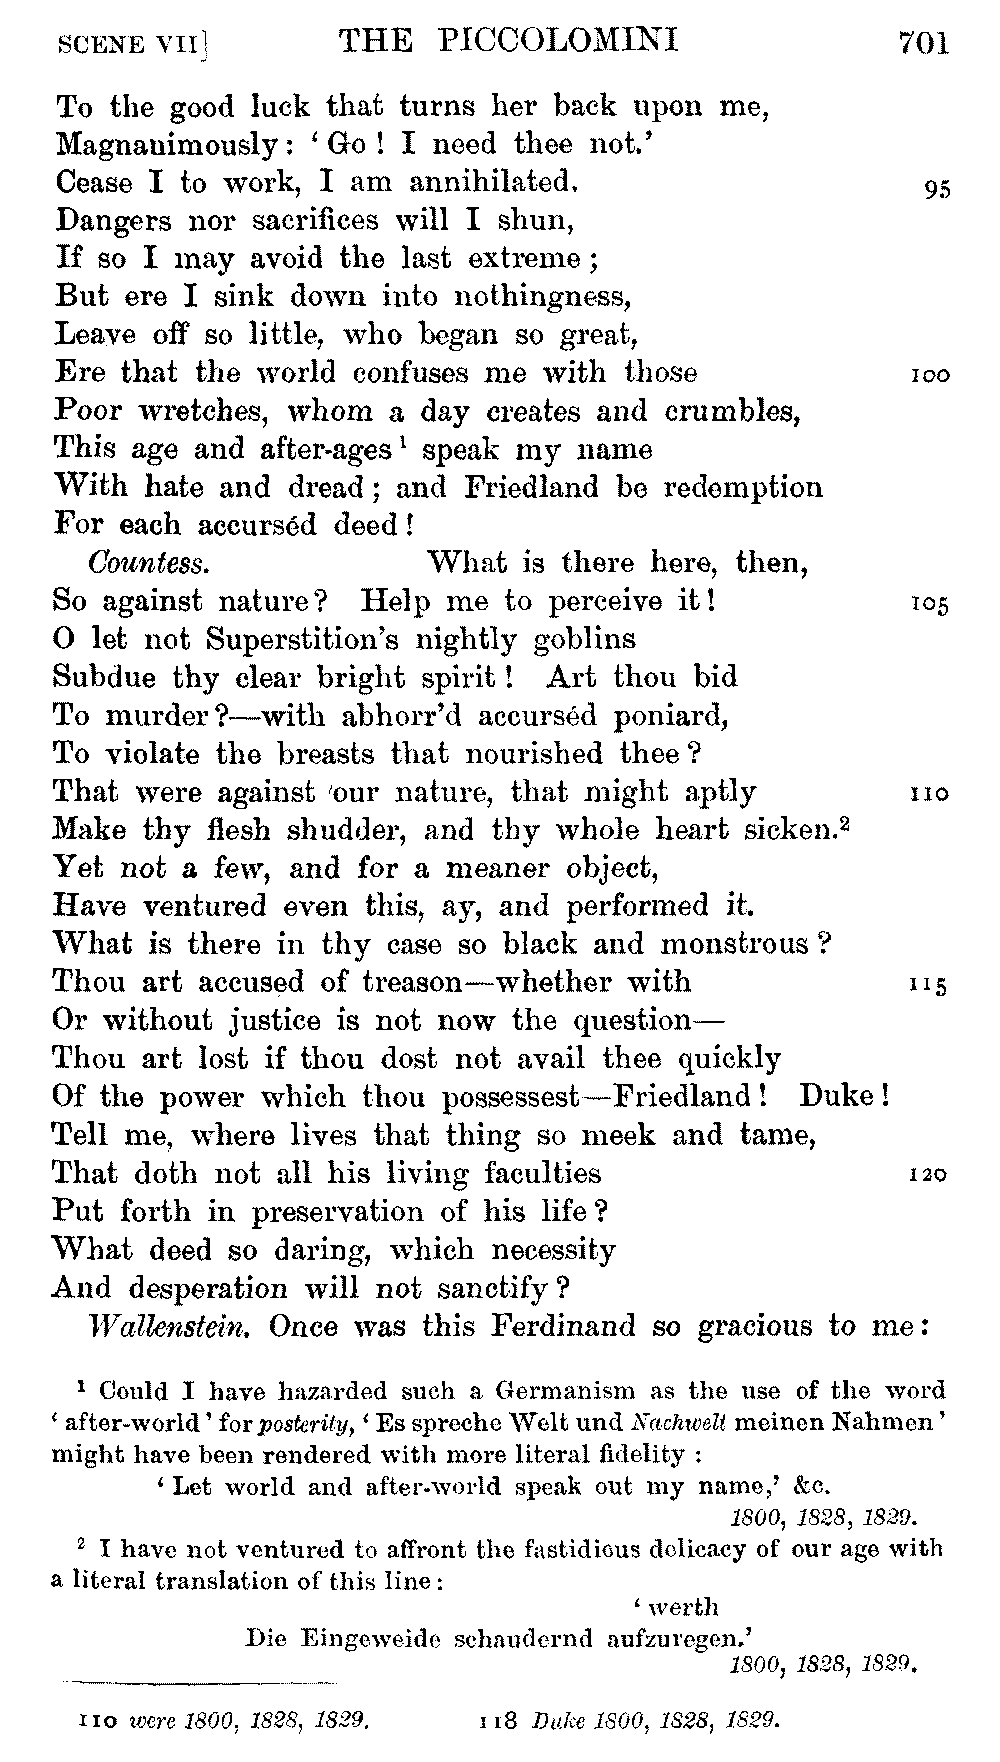 SCENE VII] THE PICCOLOMINI 701
To the good luck that turns her back upon me,
Magnanimously: ‘Go! I need thee not.’
Cease I to work, I am annihilated. 95
Dangers nor sacrifices will I shun,
If so I may avoid the last extreme;
But ere I sink down into nothingness,
Leave off so little, who began so great,
Ere that the world confuses me with those 100
Poor wretches, whom a day creates and crumbles,
This age and after-ages¹ speak my name
With hate and dread; and Friedland be redemption
For each accurséd deed!
Countess. What is there here, then,
So against nature? Help me to perceive it! 105
O let not Superstition’s nightly goblins
Subdue thy clear bright spirit! Art thou bid
To murder?—with abhorr’d accurséd poniard,
To violate the breasts that nourished thee?
That were against our nature, that might aptly 110
Make thy flesh shudder, and thy whole heart sicken.²
Yet not a few, and for a meaner object,
Have ventured even this, ay, and performed it.
What is there in thy case so black and monstrous?
Thou art accused of treason—whether with 115
Or without justice is not now the question—
Thou art lost if thou dost not avail thee quickly
Of the power which thou possessest—Friedland! Duke!
Tell me, where lives that thing so meek and tame,
That doth not all his living faculties 120
Put forth in preservation of his life?
What deed so daring, which necessity
And desperation will not sanctify?
Wallenstein. Once was this Ferdinand so gracious to me:
¹ Could I have hazarded such a Germanism as the use of the word
‘after-world’ for posterity, ‘Es spreche Welt und Nachwelt meinen Nahmen’
might have been rendered with more literal fidelity:
‘Let world and after-world speak out my name,’ &c.
1800, 1828, 1829.
² I have not ventured to affront the fastidious delicacy of our age with
a literal translation of this line:
‘werth
Die Eingeweide schaudernd aufzuregen.’
1800, 1828, 1829.
110 were 1800, 1828, 1829. 118 Duke 1800, 1828, 1829.